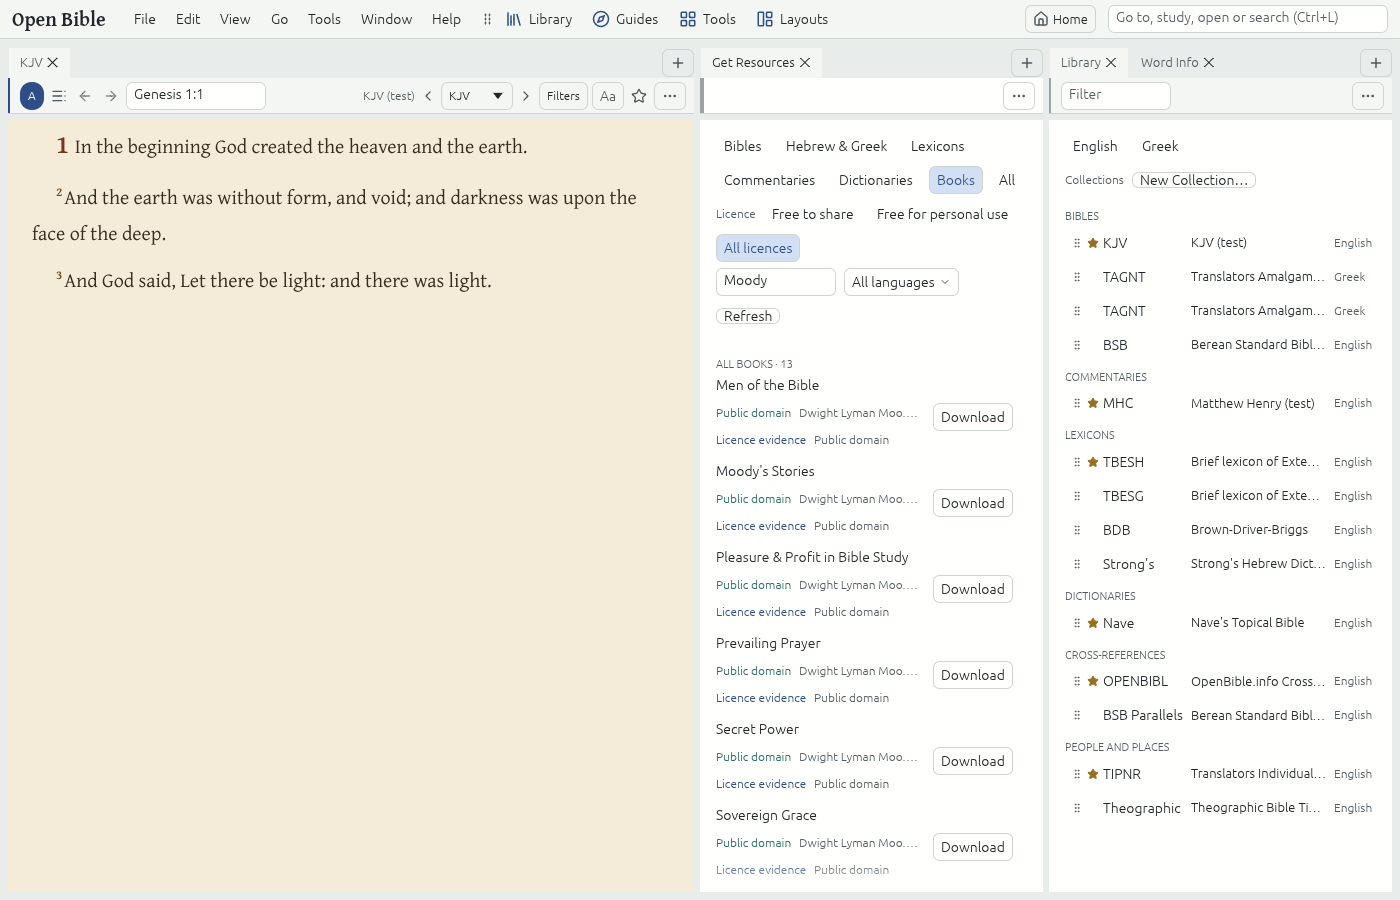 Open Bible File Edit View Go Tools Window Help Library Guides Tools Layouts Home Go to, study, open or search (Ctrl+L)
KJV
A Genesis 1:1 KJV (test) KJV Filters Aa
1 In the beginning God created the heaven and the earth.
2 And the earth was without form, and void; and darkness was upon the
face of the deep.
3 And God said, Let there be light: and there was light.
Get Resources
Bibles Hebrew & Greek Lexicons
Commentaries Dictionaries Books All
Licence Free to share Free for personal use
All licences
Moody All languages
Refresh
ALL BOOKS · 13
Men of the Bible
Public domain Dwight Lyman Moo.... Download
Licence evidence Public domain
Moody's Stories
Public domain Dwight Lyman Moo.... Download
Licence evidence Public domain
Pleasure & Profit in Bible Study
Public domain Dwight Lyman Moo.... Download
Licence evidence Public domain
Prevailing Prayer
Public domain Dwight Lyman Moo.... Download
Licence evidence Public domain
Secret Power
Public domain Dwight Lyman Moo.... Download
Licence evidence Public domain
Sovereign Grace
Public domain Dwight Lyman Moo.... Download
Licence evidence Public domain
Library Word Info
Filter
English Greek
Collections New Collection...
BIBLES
KJV KJV (test) English
TAGNT Translators Amalgam... Greek
TAGNT Translators Amalgam... Greek
BSB Berean Standard Bibl... English
COMMENTARIES
MHC Matthew Henry (test) English
LEXICONS
TBESH Brief lexicon of Exte... English
TBESG Brief lexicon of Exte... English
BDB Brown-Driver-Briggs English
Strong's Strong's Hebrew Dict... English
DICTIONARIES
Nave Nave's Topical Bible English
CROSS-REFERENCES
OPENBIBL OpenBible.info Cross... English
BSB Parallels Berean Standard Bibl... English
PEOPLE AND PLACES
TIPNR Translators Individual... English
Theographic Theographic Bible Ti... English